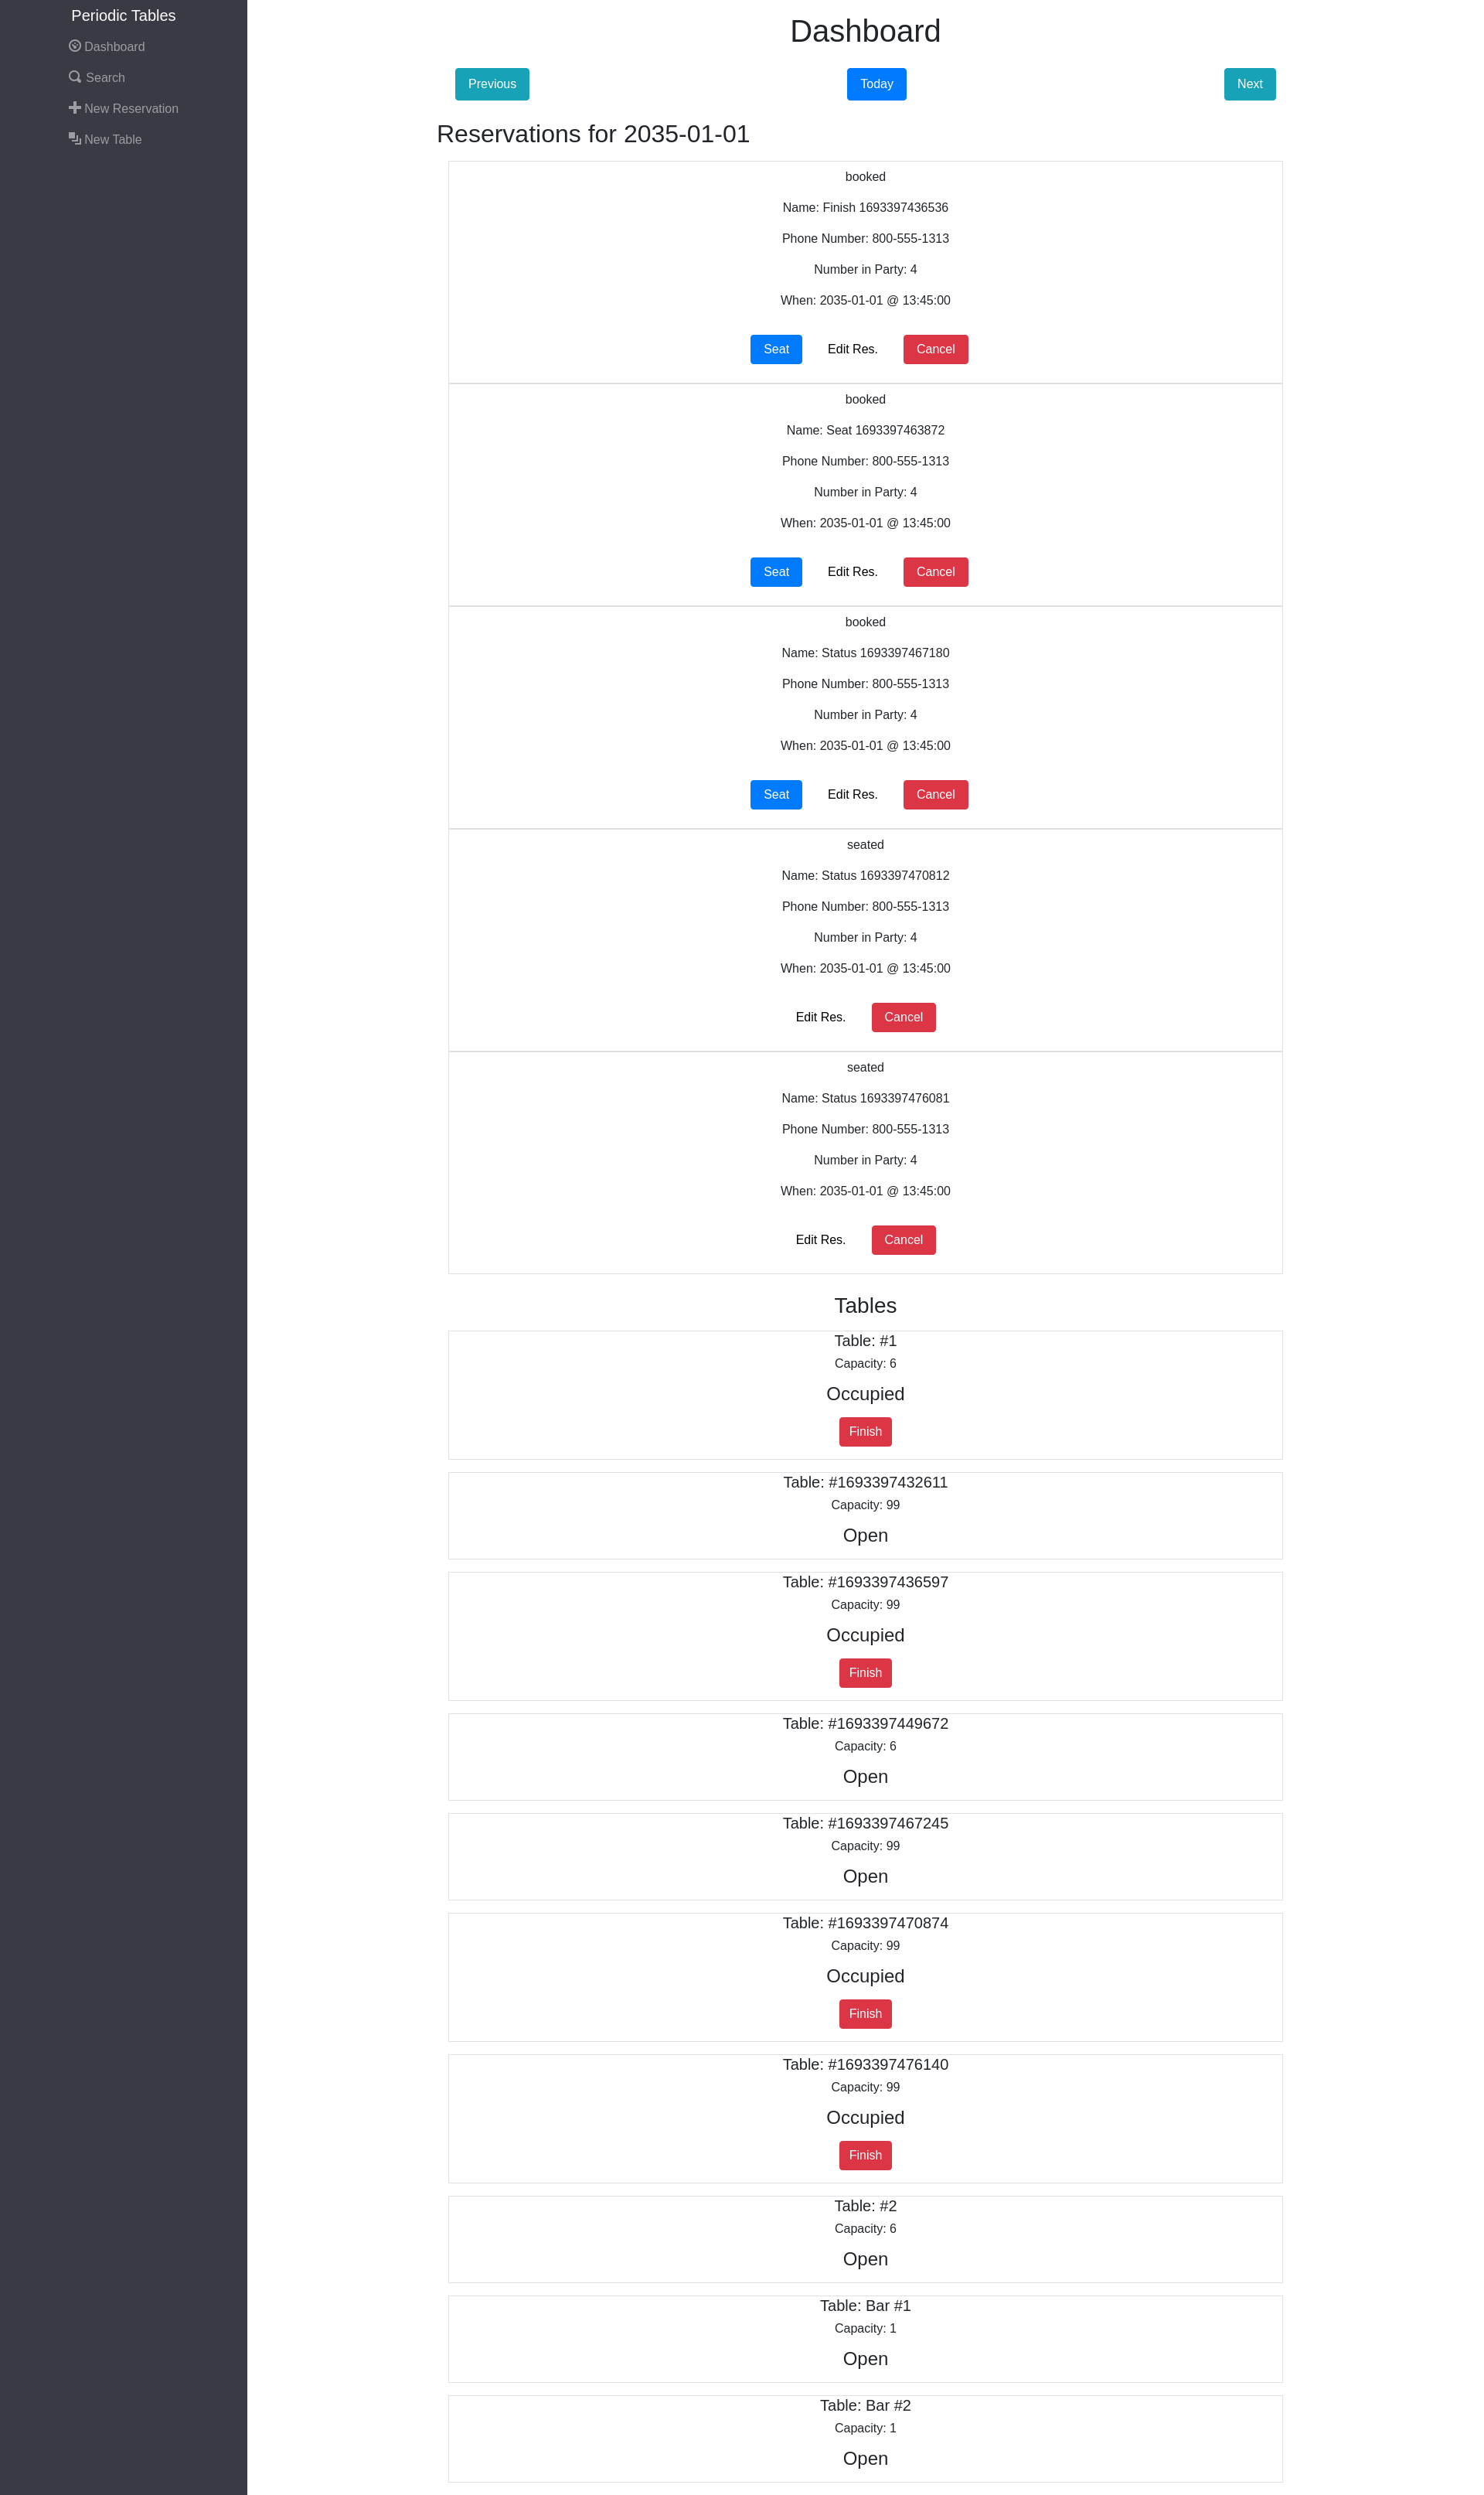 Periodic Tables
Dashboard
Search
New Reservation
New Table
Dashboard
Previous Today Next
Reservations for 2035-01-01
booked
Name: Finish 1693397436536
Phone Number: 800-555-1313
Number in Party: 4
When: 2035-01-01 @ 13:45:00
Seat Edit Res. Cancel
booked
Name: Seat 1693397463872
Phone Number: 800-555-1313
Number in Party: 4
When: 2035-01-01 @ 13:45:00
Seat Edit Res. Cancel
booked
Name: Status 1693397467180
Phone Number: 800-555-1313
Number in Party: 4
When: 2035-01-01 @ 13:45:00
Seat Edit Res. Cancel
seated
Name: Status 1693397470812
Phone Number: 800-555-1313
Number in Party: 4
When: 2035-01-01 @ 13:45:00
Edit Res. Cancel
seated
Name: Status 1693397476081
Phone Number: 800-555-1313
Number in Party: 4
When: 2035-01-01 @ 13:45:00
Edit Res. Cancel
Tables
Table: #1
Capacity: 6
Occupied
Finish
Table: #1693397432611
Capacity: 99
Open
Table: #1693397436597
Capacity: 99
Occupied
Finish
Table: #1693397449672
Capacity: 6
Open
Table: #1693397467245
Capacity: 99
Open
Table: #1693397470874
Capacity: 99
Occupied
Finish
Table: #1693397476140
Capacity: 99
Occupied
Finish
Table: #2
Capacity: 6
Open
Table: Bar #1
Capacity: 1
Open
Table: Bar #2
Capacity: 1
Open